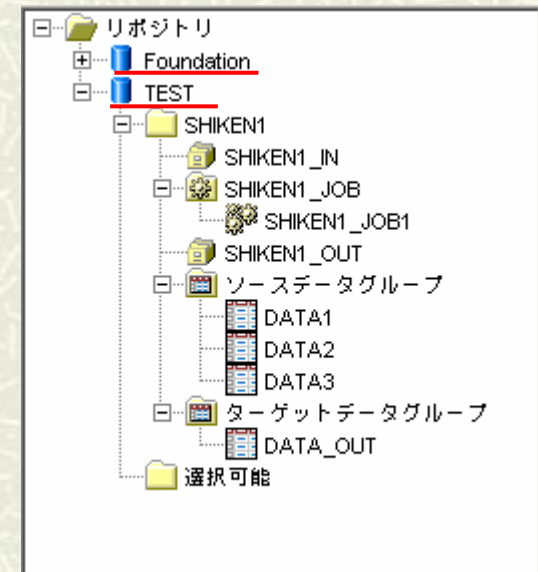 リポジトリ
Foundation
TEST
SHIKEN1
SHIKEN1_IN
SHIKEN1_JOB
SHIKEN1_JOB1
SHIKEN1_OUT
ソースデータグループ
DATA1
DATA2
DATA3
ターゲットデータグループ
DATA_OUT
選択可能